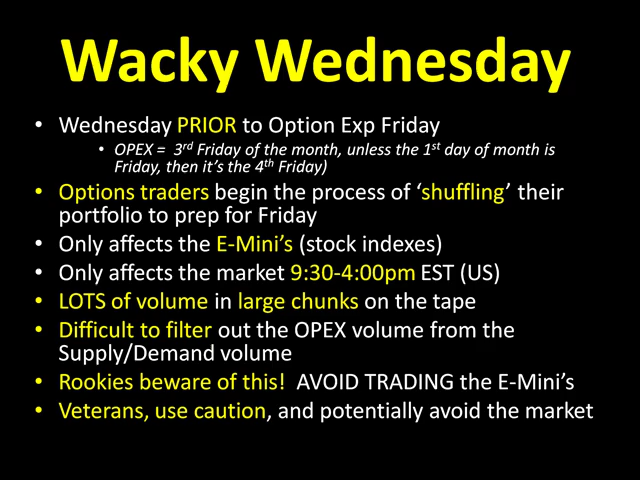 Wacky Wednesday
• Wednesday PRIOR to Option Exp Friday
• OPEX = 3rd Friday of the month, unless the 1st day of month is
Friday, then it's the 4th Friday)
• Options traders begin the process of ‘shuffling’ their
portfolio to prep for Friday
• Only affects the E-Mini's (stock indexes)
• Only affects the market 9:30-4:00pm EST (US)
• LOTS of volume in large chunks on the tape
• Difficult to filter out the OPEX volume from the
Supply/Demand volume
• Rookies beware of this! AVOID TRADING the E-Mini's
• Veterans, use caution, and potentially avoid the market